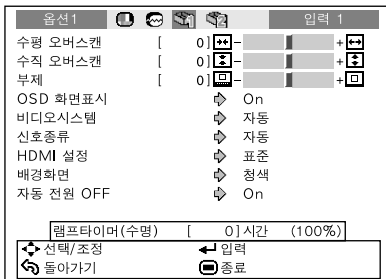 옵션1 입력 1
수평 오버스캔 [ 0] - +
수직 오버스캔 [ 0] - +
부제 [ 0] - +
OSD 화면표시 On
비디오시스템 자동
신호종류 자동
HDMI 설정 표준
배경화면 청색
자동 전원 OFF On
램프타이머(수명) [ 0]시간 (100%)
선택/조정 입력
돌아가기 종료